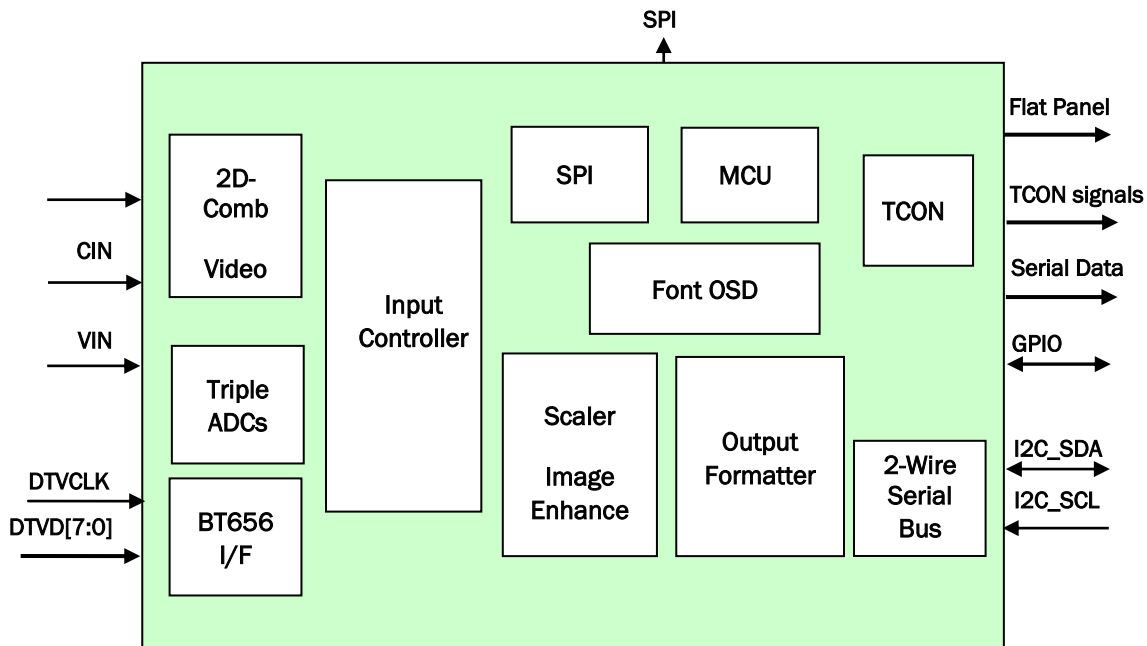 SPI
Flat Panel
2D-
Comb
Video
SPI
MCU
TCON
TCON signals
CIN
Input
Controller
Font OSD
Serial Data
VIN
GPIO
Triple
ADCs
Scaler
Image
Enhance
Output
Formatter
2-Wire
Serial
Bus
I2C_SDA
I2C_SCL
DTVCLK
DTVD[7:0]
BT656
I/F